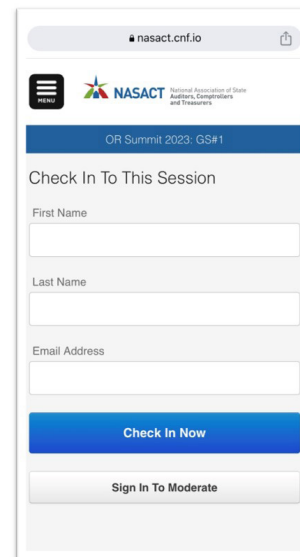 nasact.cnf.io
MENU
NASACT
National Association of State
Auditors, Comptrollers
and Treasurers
OR Summit 2023: GS#1
Check In To This Session
First Name
Last Name
Email Address
Check In Now
Sign In To Moderate